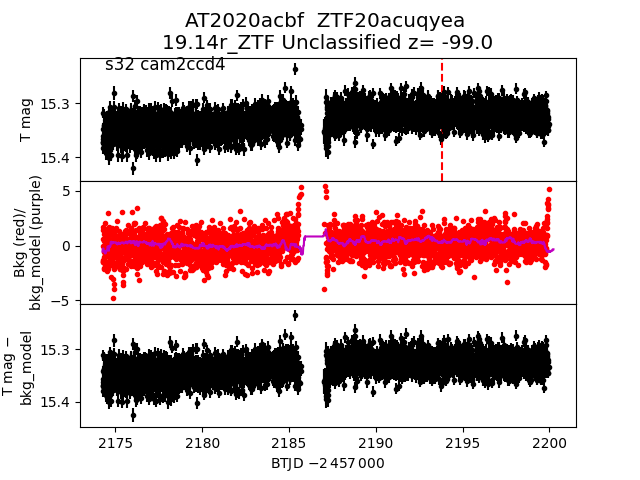 AT2020acbf  ZTF20acuqyea
19.14r_ZTF Unclassified z= -99.0
s32 cam2ccd4
T mag
15.3
15.4
Bkg (red)/
bkg_model (purple)
5
0
−5
T mag −
bkg_model
15.3
15.4
2175
2180
2185
2190
2195
2200
BTJD −2 457 000